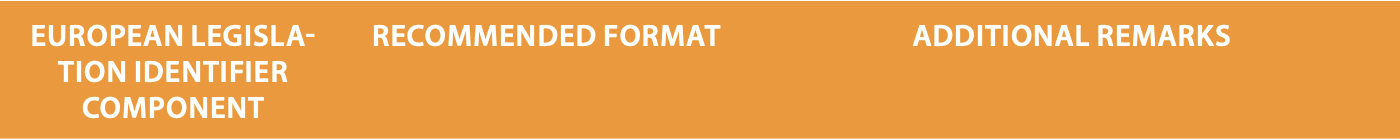 EUROPEAN LEGISLA-
TION IDENTIFIER
COMPONENT
RECOMMENDED FORMAT
ADDITIONAL REMARKS